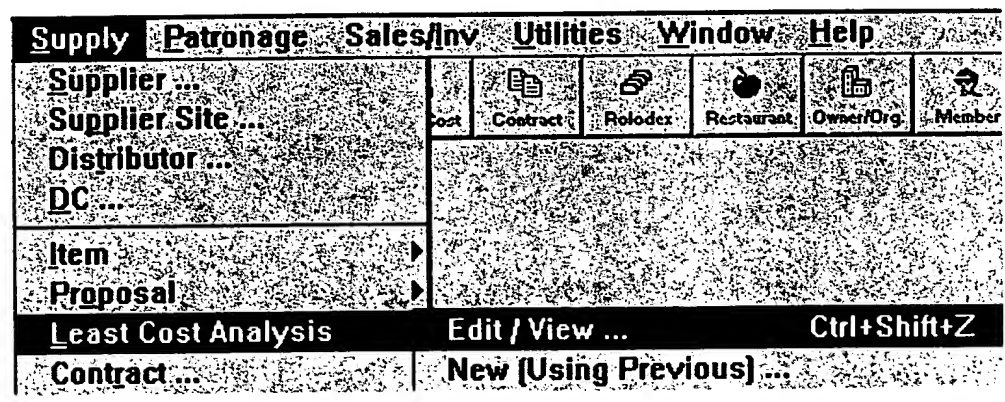 Supply Patronage Sales/Inv Utilities Window Help
Supplier ...
Supplier Site ...
Distributor ...
DC ...
Cost Contract Rolodex Restaurant Owner/Org. Member
Item
Proposal
Least Cost Analysis
Edit / View ... Ctrl+Shift+Z
Contract ...
New (Using Previous) ...